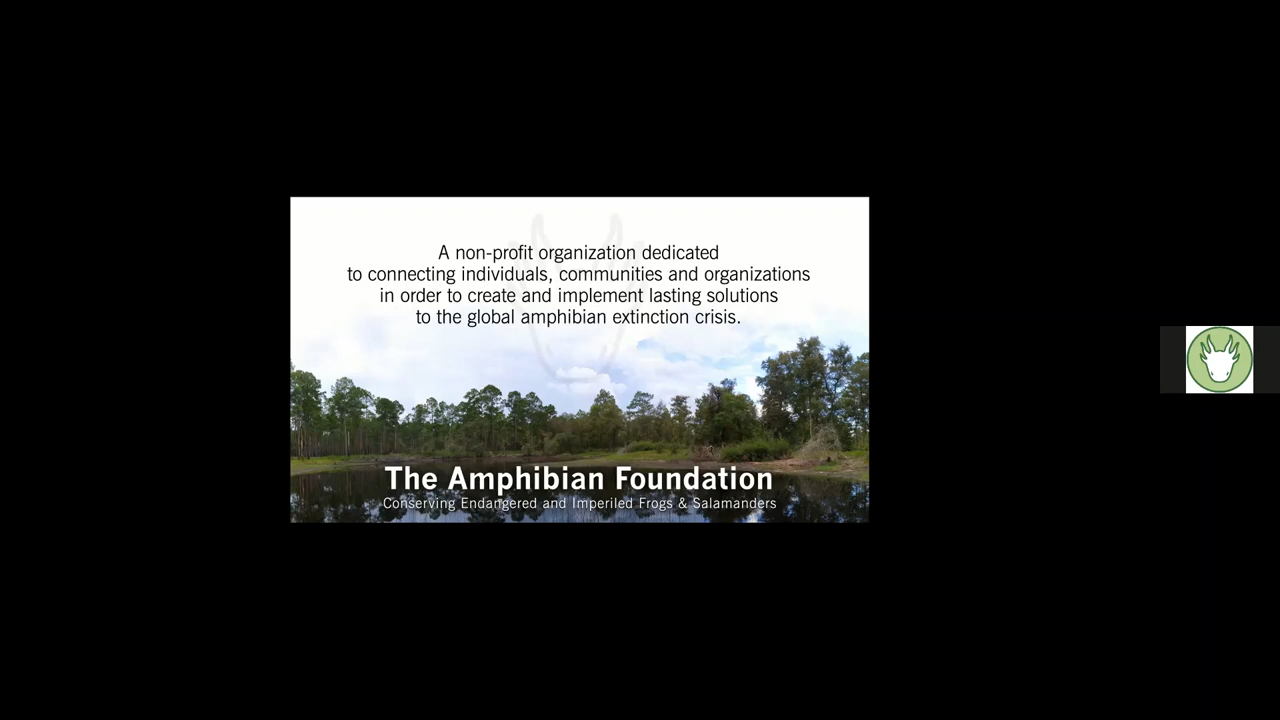 A non-profit organization dedicated
to connecting individuals, communities and organizations
in order to create and implement lasting solutions
to the global amphibian extinction crisis.
The Amphibian Foundation
Conserving Endangered and Imperiled Frogs & Salamanders